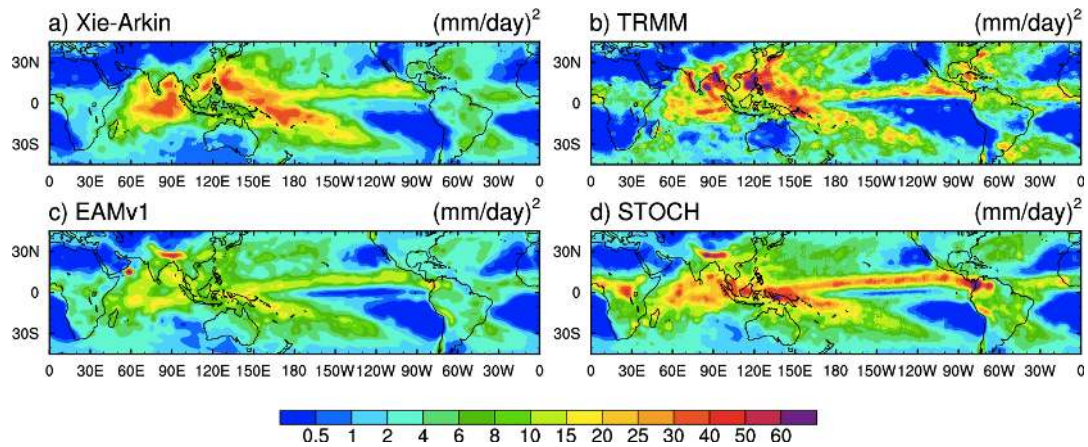 a) Xie-Arkin (mm/day)2 b) TRMM (mm/day)2
30N 30N
0 0
30S 30S
0 30E 60E 90E 120E 150E 180 150W 120W 90W 60W 30W 0 0 30E 60E 90E 120E 150E 180 150W 120W 90W 60W 30W 0
c) EAMv1 (mm/day)2 d) STOCH (mm/day)2
30N 30N
0 0
30S 30S
0 30E 60E 90E 120E 150E 180 150W 120W 90W 60W 30W 0 0 30E 60E 90E 120E 150E 180 150W 120W 90W 60W 30W 0
0.5 1 2 4 6 8 10 15 20 25 30 40 50 60